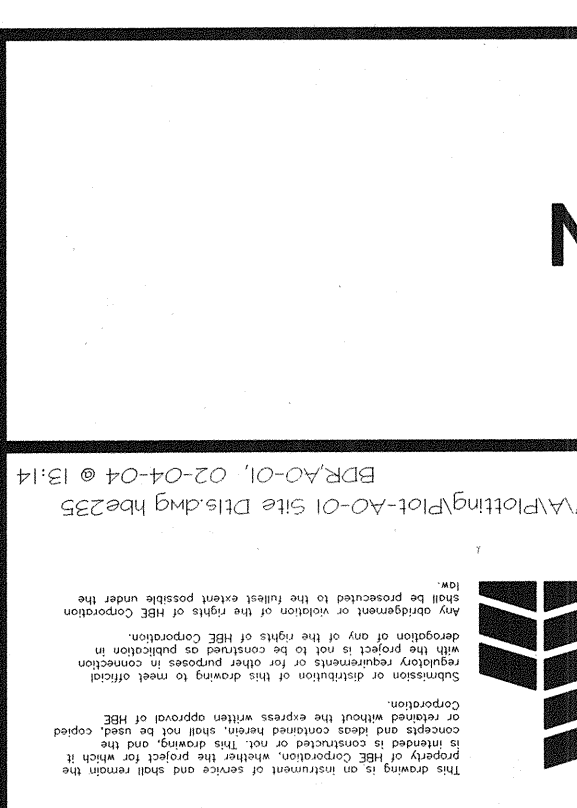 This drawing is an instrument of service and shall remain the
property of HBE Corporation, whether the project for which it
is intended is constructed or not. This drawing, and the
concepts and ideas contained herein, shall not be used, copied
or retained without the express written approval of HBE
Corporation.
Submission or distribution of this drawing to meet official
regulatory requirements or for other purposes in connection
with the project is not to be construed as publication in
derogation of any of the rights of HBE Corporation.
Any abridgement or violation of the rights of HBE Corporation
shall be prosecuted to the fullest extent possible under the
law.
\A\Plotting\Plot-A0-01 Site Dtls.dwg hbe235
BDR,A0-01, 02-04-04 @ 13:14